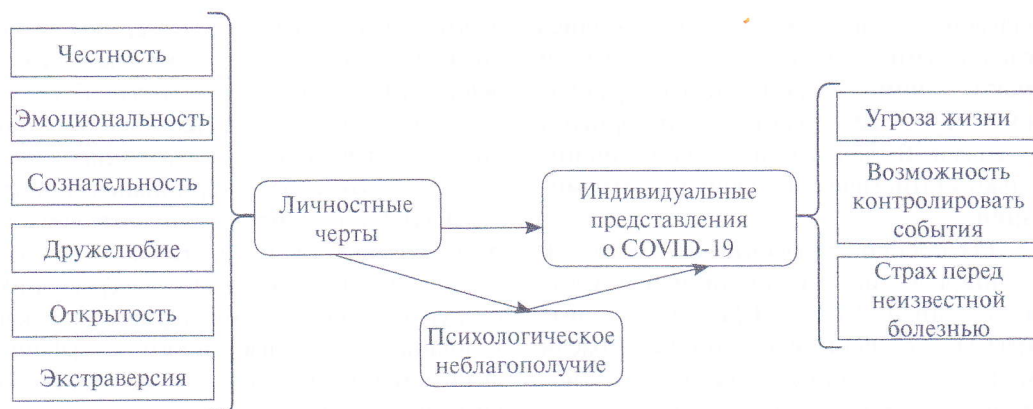 Честность
Эмоциональность
Сознательность
Дружелюбие
Открытость
Экстраверсия
Личностные
черты
Психологическое
неблагополучие
Индивидуальные
представления
о COVID-19
Угроза жизни
Возможность
контролировать
события
Страх перед
неизвестной
болезнью